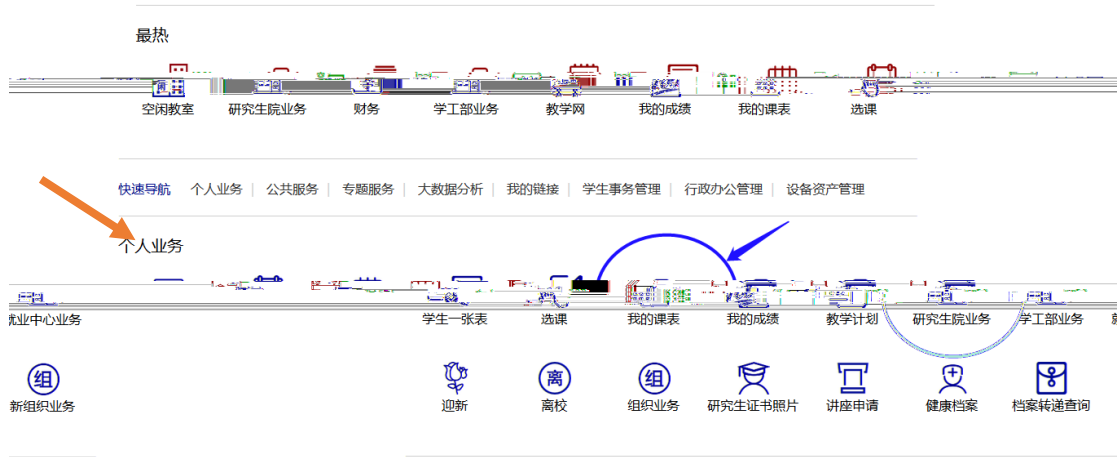 最热
空闲教室 研究生院业务 财务 学工部业务 教学网 我的成绩 我的课表 选课
快速导航 个人业务 | 公共服务 | 专题服务 | 大数据分析 | 我的链接 | 学生事务管理 | 行政办公管理 | 设备资产管理
个人业务
就业中心业务 学生一张表 选课 我的课表 我的成绩 教学计划 研究生院业务 学工部业务
组 离 组
新组织业务 迎新 离校 组织业务 研究生证书照片 讲座申请 健康档案 档案转递查询